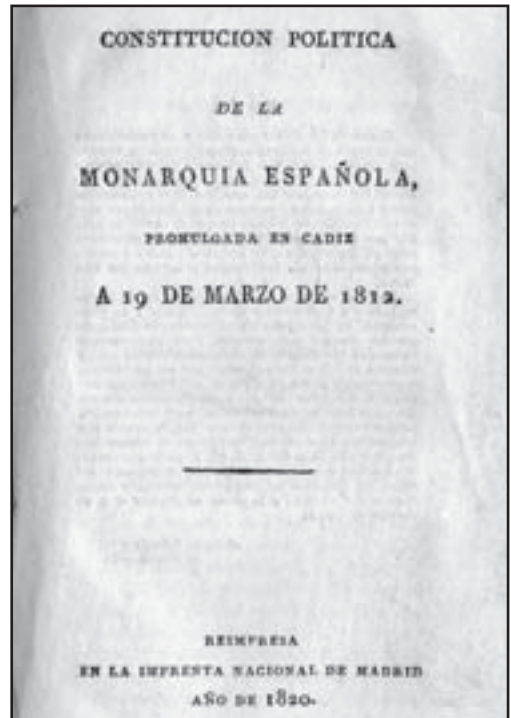 CONSTITUCION POLITICA
DE LA
MONARQUIA ESPAÑOLA,
PROMULGADA EN CADIZ
A 19 DE MARZO DE 1812.
REIMPRESA
EN LA IMPRENTA NACIONAL DE MADRID
AÑO DE 1820.